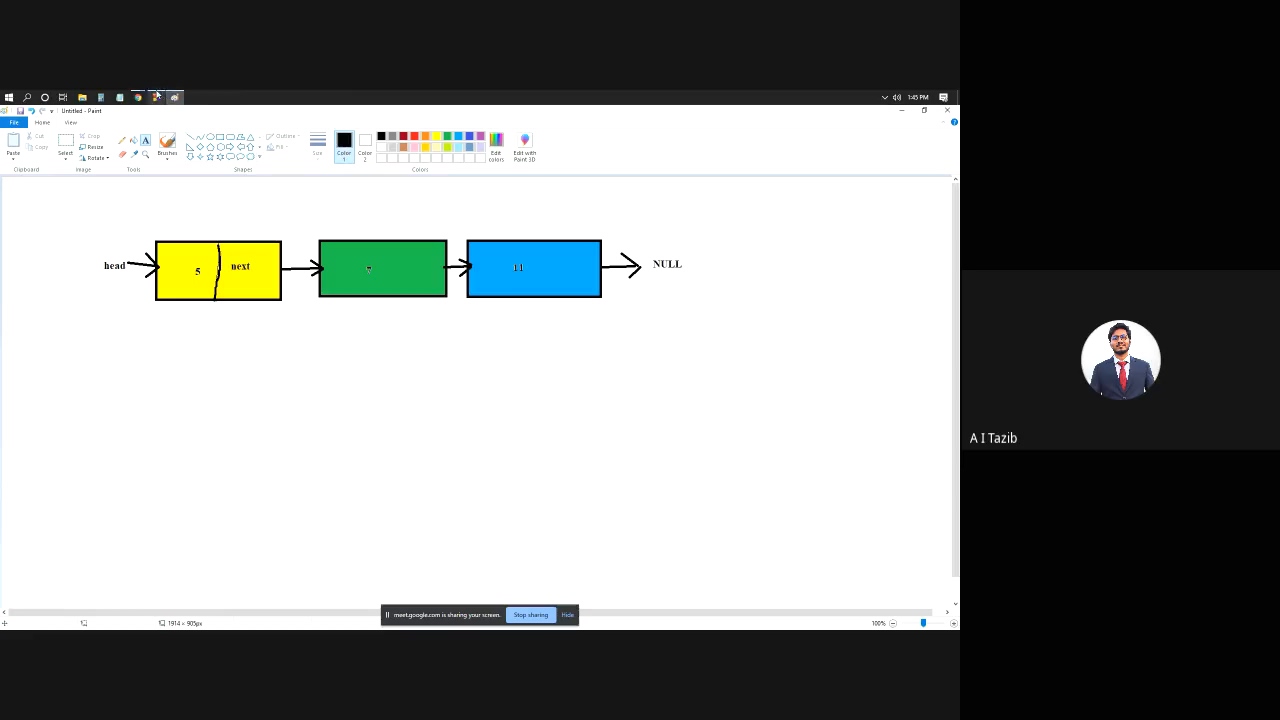 1:45 PM
Untitled - Paint
File Home View
Paste
Cut
Copy
Clipboard
Select
Crop
Resize
Rotate
Image
A
Tools
Brushes
Outline
Fill
Shapes
Size
Color 1
Color 2
Edit colors
Edit with Paint 3D
Colors
head 5 next 7 11 NULL
meet.google.com is sharing your screen. Stop sharing Hide
1914 × 905px
100%
A I Tazib